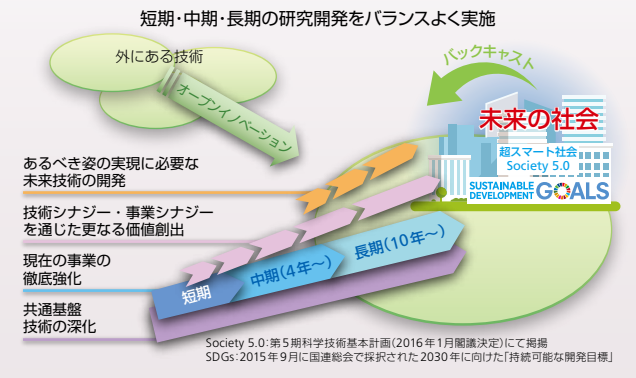 短期・中期・長期の研究開発をバランスよく実施
外にある技術
オープンイノベーション
バックキャスト
未来の社会
超スマート社会
Society 5.0
SUSTAINABLE
DEVELOPMENT GOALS
あるべき姿の実現に必要な
未来技術の開発
技術シナジー・事業シナジー
を通じた更なる価値創出
現在の事業の
徹底強化
共通基盤
技術の深化
短期
中期(4年～)
長期(10年～)
Society 5.0:第5期科学技術基本計画(2016年1月閣議決定)にて掲揚
SDGs:2015年9月に国連総会で採択された2030年に向けた「持続可能な開発目標」